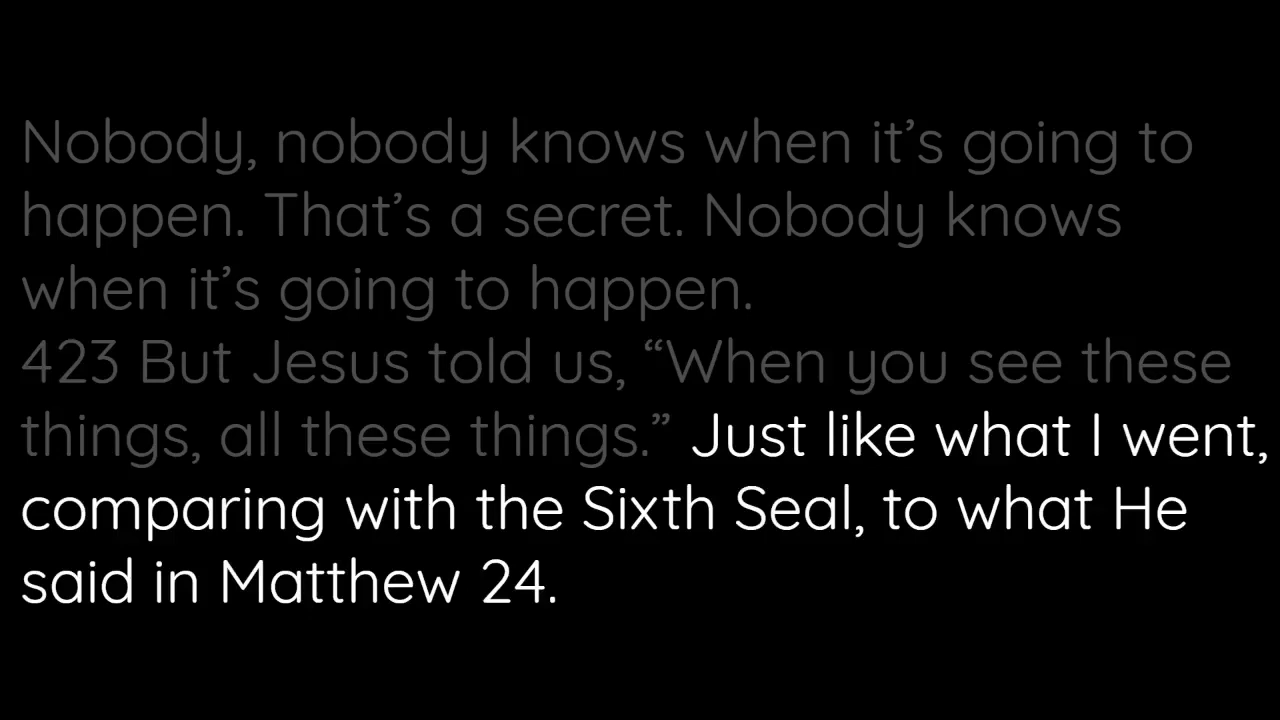 Nobody, nobody knows when it’s going to
happen. That’s a secret. Nobody knows
when it’s going to happen.
423 But Jesus told us, “When you see these
things, all these things.” Just like what I went,
comparing with the Sixth Seal, to what He
said in Matthew 24.